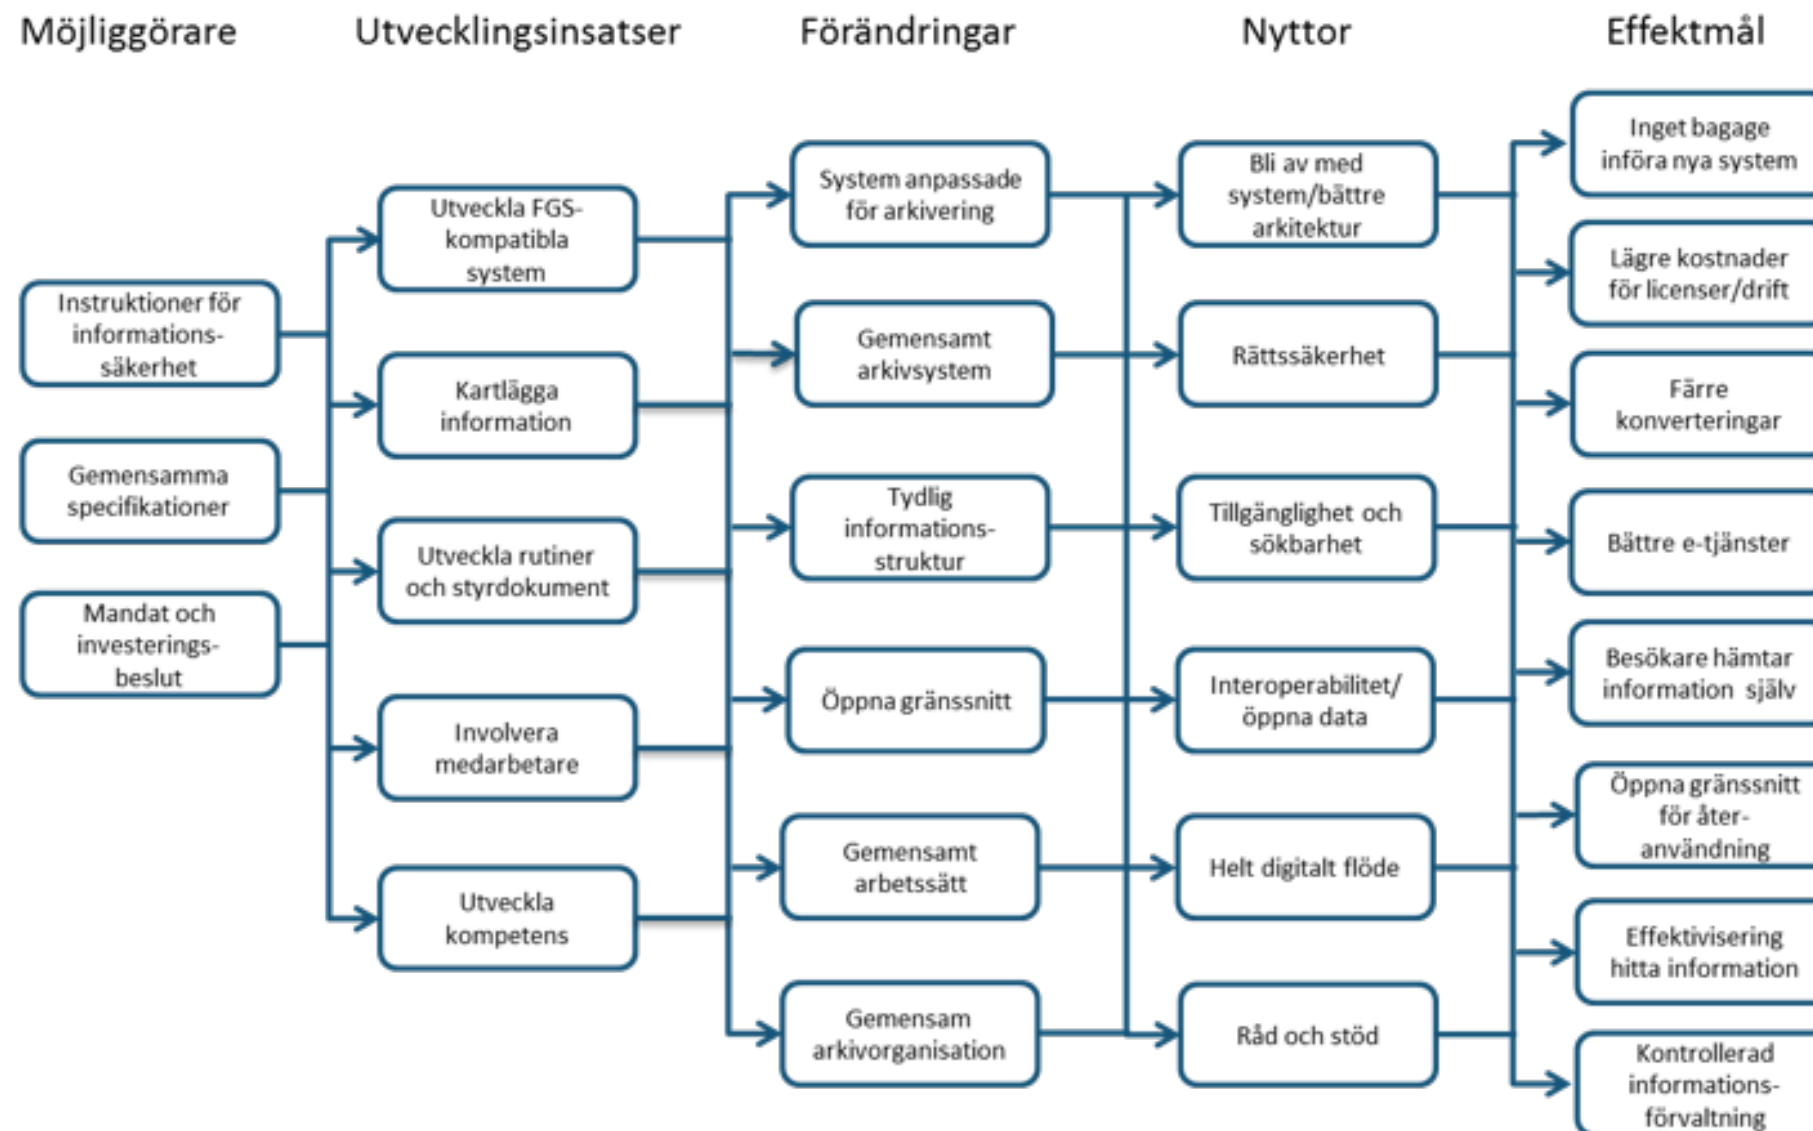 Möjliggörare
Utvecklingsinsatser
Förändringar
Nyttor
Effektmål
Instruktioner för
informations-
säkerhet
Gemensamma
specifikationer
Mandat och
investerings-
beslut
Utveckla FGS-
kompatibla
system
Kartlägga
information
Utveckla rutiner
och styrdokument
Involvera
medarbetare
Utveckla
kompetens
System anpassade
för arkivering
Gemensamt
arkivsystem
Tydlig
informations-
struktur
Öppna gränssnitt
Gemensamt
arbetssätt
Gemensam
arkivorganisation
Bli av med
system/bättre
arkitektur
Rättssäkerhet
Tillgänglighet och
sökbarhet
Interoperabilitet/
öppna data
Helt digitalt flöde
Råd och stöd
Inget bagage
införa nya system
Lägre kostnader
för licenser/drift
Färre
konverteringar
Bättre e-tjänster
Besökare hämtar
information själv
Öppna gränssnitt
för åter-
användning
Effektivisering
hitta information
Kontrollerad
informations-
förvaltning